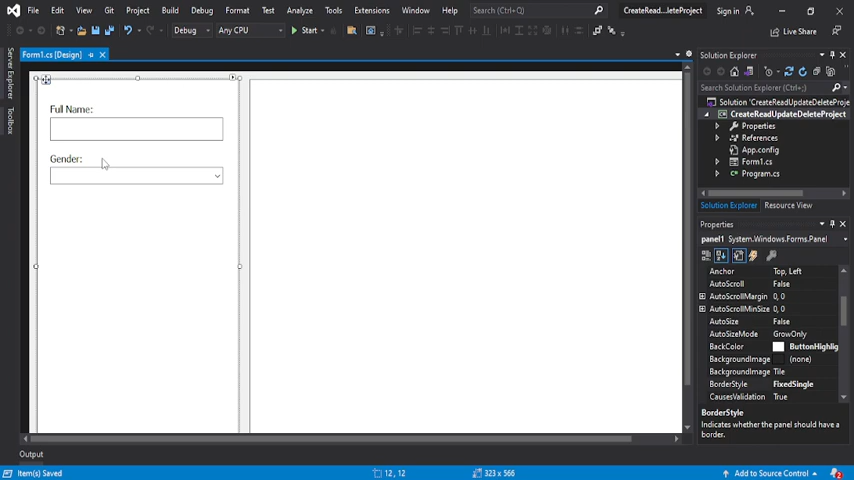 File Edit View Git Project Build Debug Format Test Analyze Tools Extensions Window Help Search (Ctrl+;) CreateRead...leteProject Sign in
Debug Any CPU Start Live Share
Form1.cs [Design]
Server Explorer
Toolbox
Full Name:
Gender:
Solution Explorer
Search Solution Explorer (Ctrl+;)
Solution 'CreateReadUpdateDeleteProject'
CreateReadUpdateDeleteProject
Properties
References
App.config
Form1.cs
Program.cs
Solution Explorer Resource View
Properties
panel1 System.Windows.Forms.Panel
Anchor Top, Left
AutoScroll False
AutoScrollMargin 0, 0
AutoScrollMinSize 0, 0
AutoSize False
AutoSizeMode GrowOnly
BackColor ButtonHighlig
BackgroundImage (none)
BackgroundImage Tile
BorderStyle FixedSingle
CausesValidation True
BorderStyle
Indicates whether the panel should have a border.
Output
Item(s) Saved 12 , 12 323 x 566 Add to Source Control 2